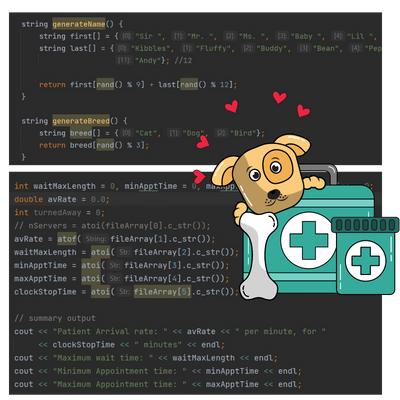 string generateName() {
string first[] = {[0]: "Sir ", [1]: "Mr. ", [2]: "Ms. ", [3]: "Baby ", [4]: "Lil ",
string last[] = {[0]: "Kibbles", [1]: "Fluffy", [2]: "Buddy", [3]: "Bean", [4]: "Pep
"Andy"}; //12
return first[rand() % 9] + last[rand() % 12];
}
string generateBreed() {
string breed[] = {[0]: "Cat", [1]: "Dog", [2]: "Bird"};
return breed[rand() % 3];
}
int waitMaxLength = 0, minApptTime = 0, max
double avRate = 0.0;
int turnedAway = 0;
// nServers = atoi(fileArray[0].c_str());
avRate = atof(Str: fileArray[1].c_str());
waitMaxLength = atoi(Str: fileArray[2].c_str());
minApptTime = atoi(Str: fileArray[3].c_str());
maxApptTime = atoi(Str: fileArray[4].c_str());
clockStopTime = atoi(Str: fileArray[5].c_str());
// summary output
cout << "Patient Arrival rate: " << avRate << " per minute, for "
<< clockStopTime << " minutes" << endl;
cout << "Maximum wait time: " << waitMaxLength << endl;
cout << "Minimum Appointment time: " << minApptTime << endl;
cout << "Maximum Appointment time: " << maxApptTime << endl;